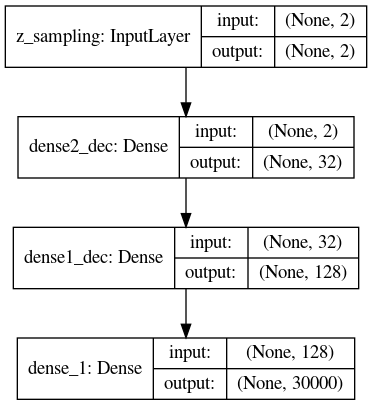 z_sampling: InputLayer input: (None, 2)
output: (None, 2)
dense2_dec: Dense input: (None, 2)
output: (None, 32)
dense1_dec: Dense input: (None, 32)
output: (None, 128)
dense_1: Dense input: (None, 128)
output: (None, 30000)